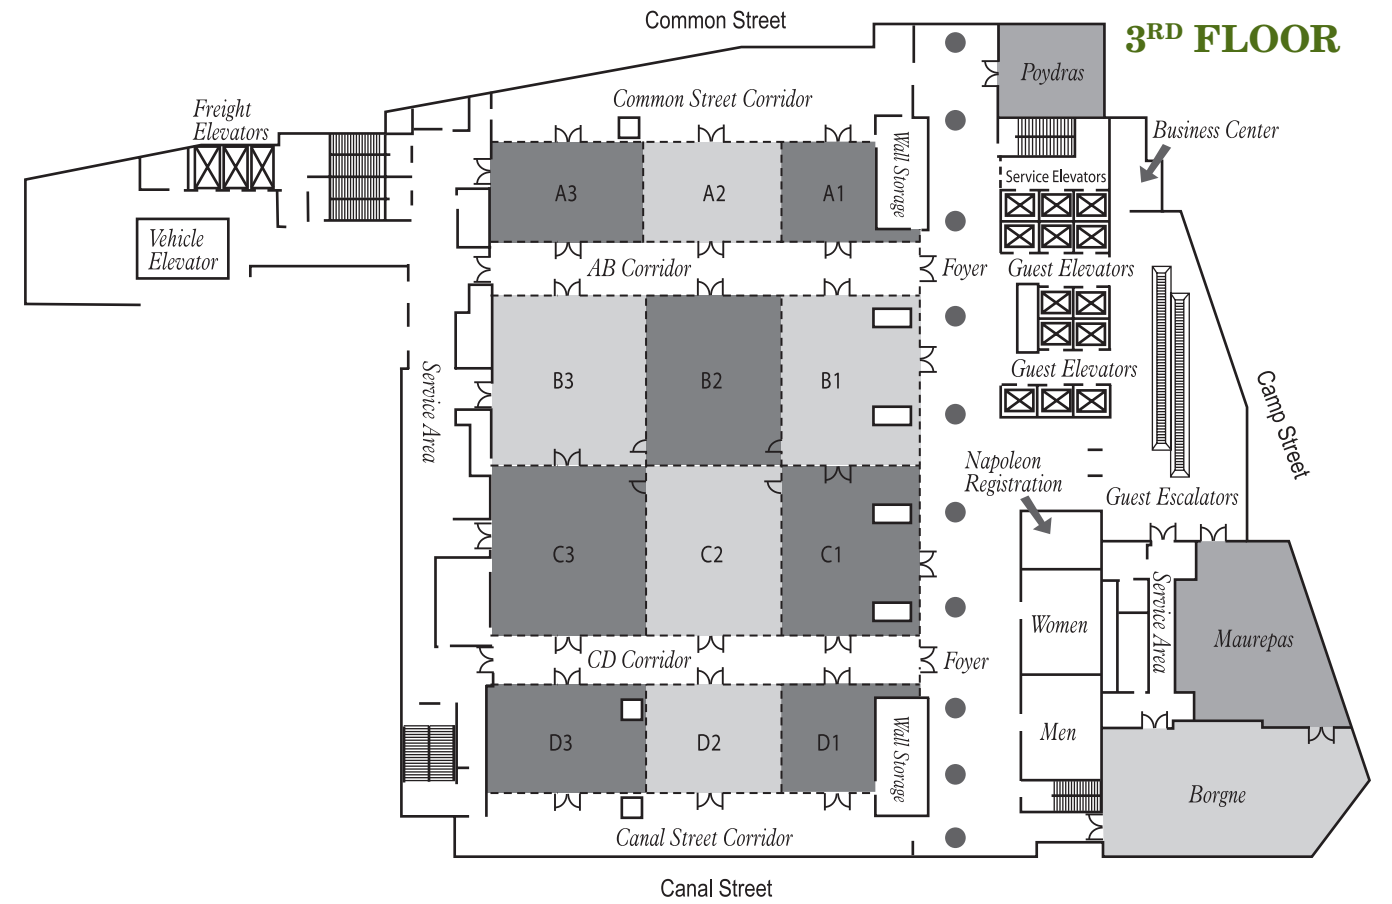 Common Street
3RD FLOOR
Poydras
Freight
Elevators
Common Street Corridor
Business Center
Wall Storage
Service Elevators
A3
A2
A1
Vehicle
Elevator
AB Corridor
Foyer
Guest Elevators
Service Area
B3
B2
B1
Guest Elevators
Camp Street
Napoleon
Registration
Guest Escalators
C3
C2
C1
Service Area
Women
Maurepas
CD Corridor
Foyer
D3
D2
D1
Wall Storage
Men
Borgne
Canal Street Corridor
Canal Street